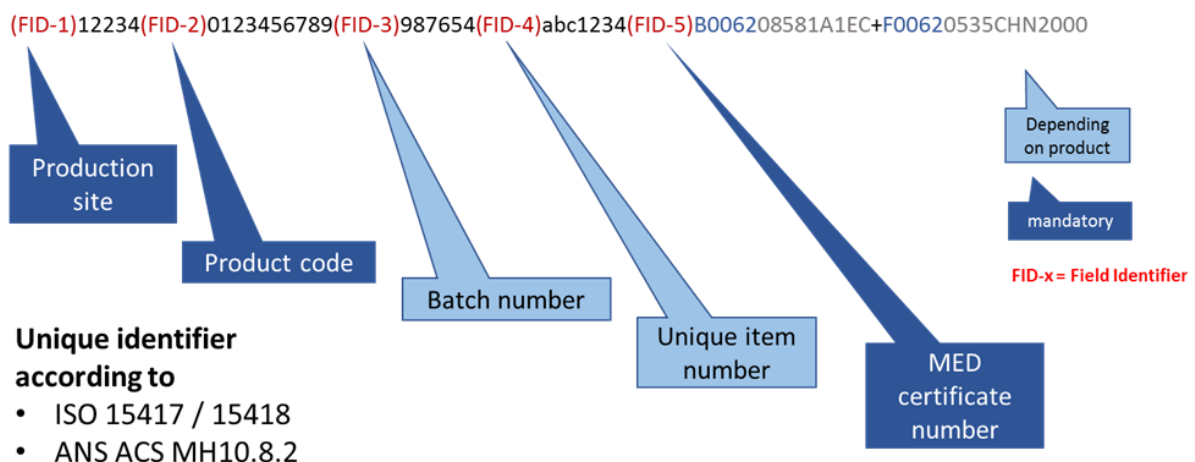 (FID-1)12234(FID-2)0123456789(FID-3)987654(FID-4)abc1234(FID-5)B006208581A1EC+F00620535CHN2000
Production
site
Product code
Batch number
Unique item
number
MED
certificate
number
Depending
on product
mandatory
FID-x = Field Identifier
Unique identifier
according to
• ISO 15417 / 15418
• ANS ACS MH10.8.2